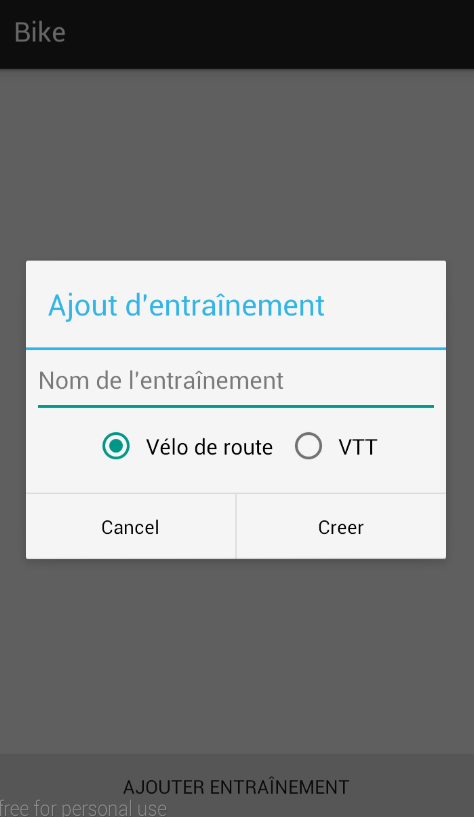 Bike
Ajout d'entraînement
Nom de l'entraînement
Vélo de route VTT
Cancel Creer
AJOUTER ENTRAÎNEMENT
free for personal use